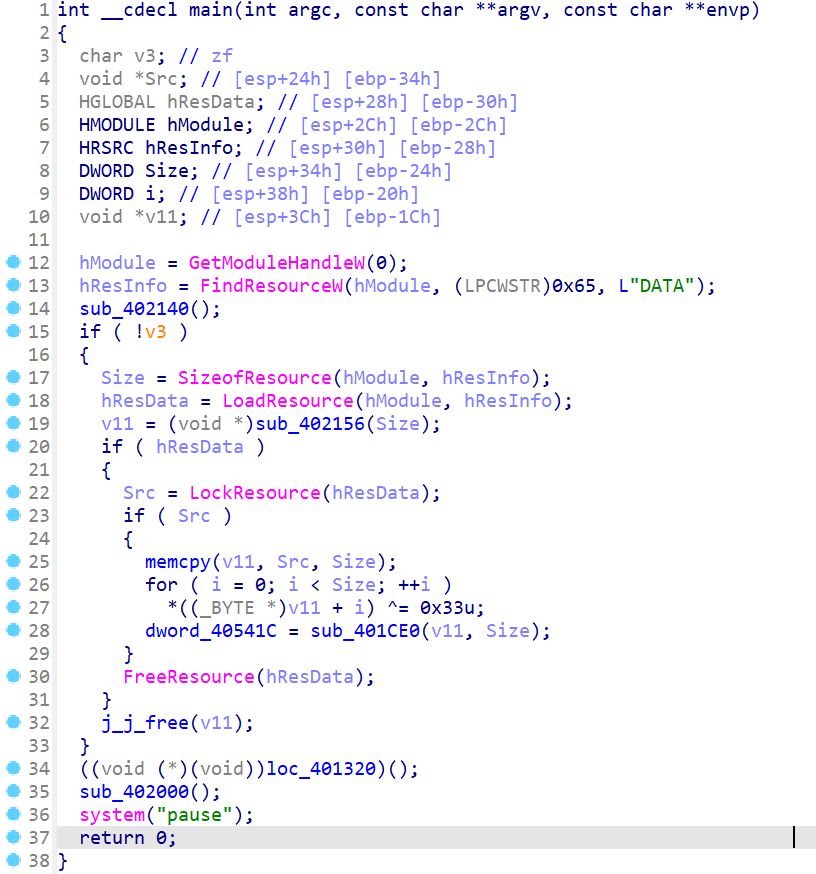 1 int __cdecl main(int argc, const char **argv, const char **envp)
2 {
3   char v3; // zf
4   void *Src; // [esp+24h] [ebp-34h]
5   HGLOBAL hResData; // [esp+28h] [ebp-30h]
6   HMODULE hModule; // [esp+2Ch] [ebp-2Ch]
7   HRSRC hResInfo; // [esp+30h] [ebp-28h]
8   DWORD Size; // [esp+34h] [ebp-24h]
9   DWORD i; // [esp+38h] [ebp-20h]
10   void *v11; // [esp+3Ch] [ebp-1Ch]
11
12   hModule = GetModuleHandleW(0);
13   hResInfo = FindResourceW(hModule, (LPCWSTR)0x65, L"DATA");
14   sub_402140();
15   if ( !v3 )
16   {
17     Size = SizeofResource(hModule, hResInfo);
18     hResData = LoadResource(hModule, hResInfo);
19     v11 = (void *)sub_402156(Size);
20     if ( hResData )
21     {
22       Src = LockResource(hResData);
23       if ( Src )
24       {
25         memcpy(v11, Src, Size);
26         for ( i = 0; i < Size; ++i )
27           *((_BYTE *)v11 + i) ^= 0x33u;
28         dword_40541C = sub_401CE0(v11, Size);
29       }
30       FreeResource(hResData);
31     }
32     j_j_free(v11);
33   }
34   ((void (*)(void))loc_401320)();
35   sub_402000();
36   system("pause");
37   return 0;
38 }